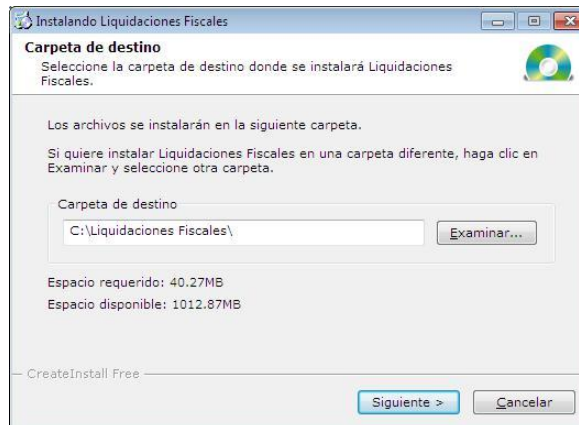 Instalando Liquidaciones Fiscales
Carpeta de destino
Seleccione la carpeta de destino donde se instalará Liquidaciones
Fiscales.
Los archivos se instalarán en la siguiente carpeta.
Si quiere instalar Liquidaciones Fiscales en una carpeta diferente, haga clic en
Examinar y seleccione otra carpeta.
Carpeta de destino
C:\Liquidaciones Fiscales\
Examinar...
Espacio requerido: 40.27MB
Espacio disponible: 1012.87MB
CreateInstall Free
Siguiente >
Cancelar